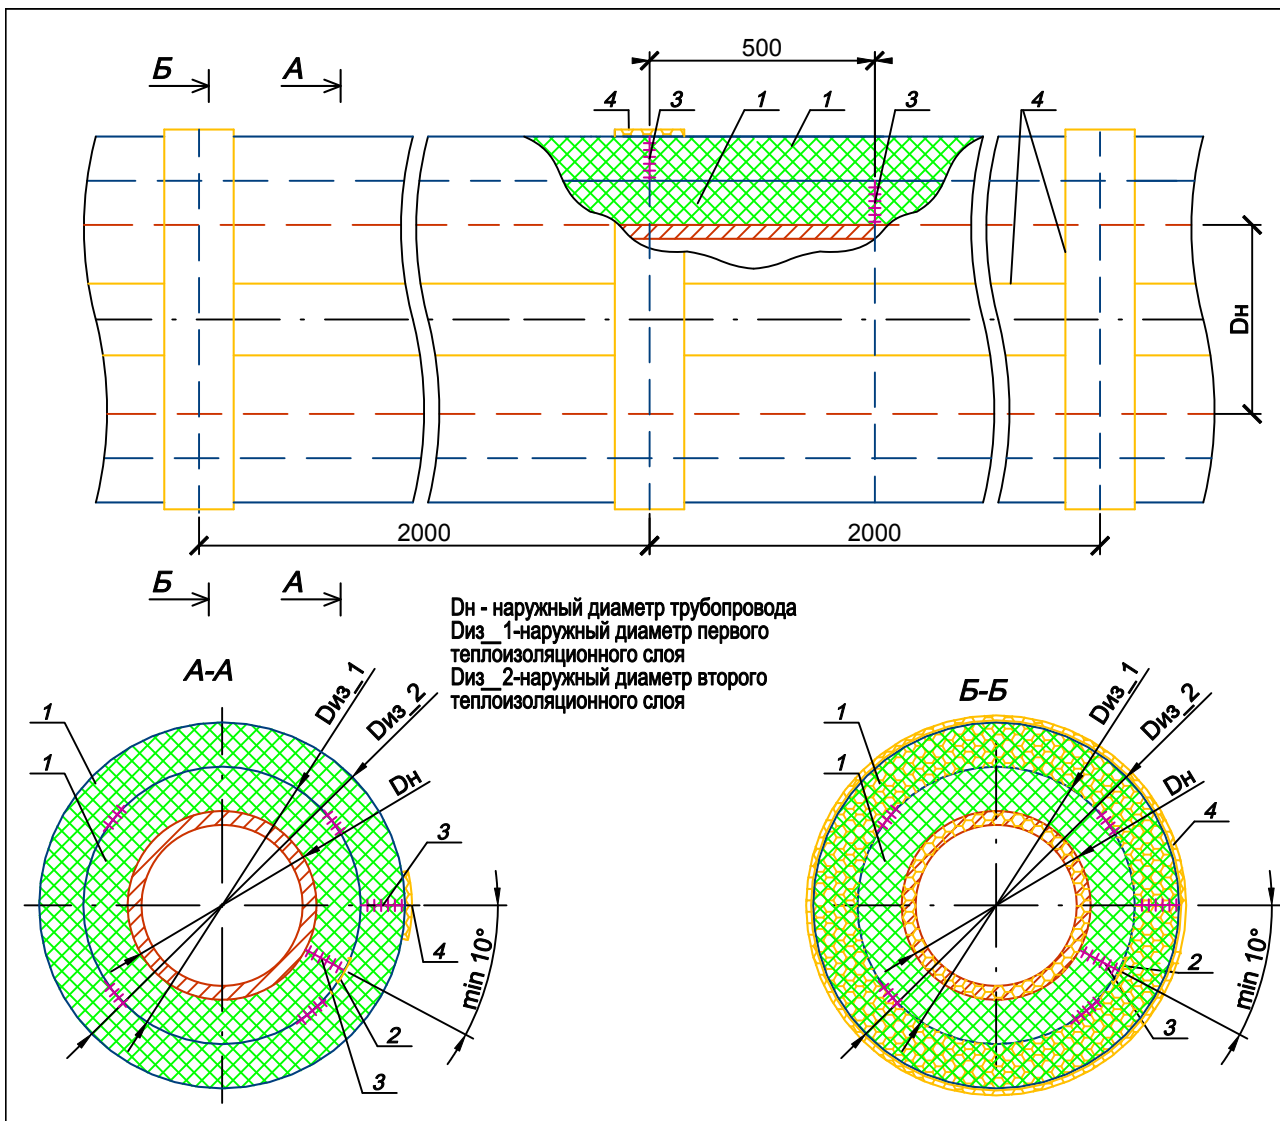 500
Б
А
4
3
1
1
3
4
Dн
2000
2000
Б
А
Dн - наружный диаметр трубопровода
Dиз_1-наружный диаметр первого
теплоизоляционного слоя
Dиз_2-наружный диаметр второго
теплоизоляционного слоя
А-А
Dиз_1
Dиз_2
Dн
1
1
3
4
2
3
min 10°
Б-Б
Dиз_1
Dиз_2
Dн
1
1
4
2
3
min 10°